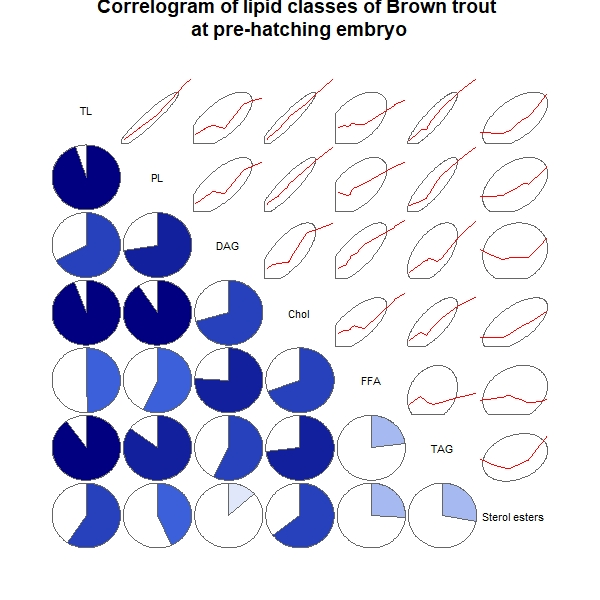 Correlogram of lipid classes of Brown trout
at pre-hatching embryo
TL
PL
DAG
Chol
FFA
TAG
Sterol esters